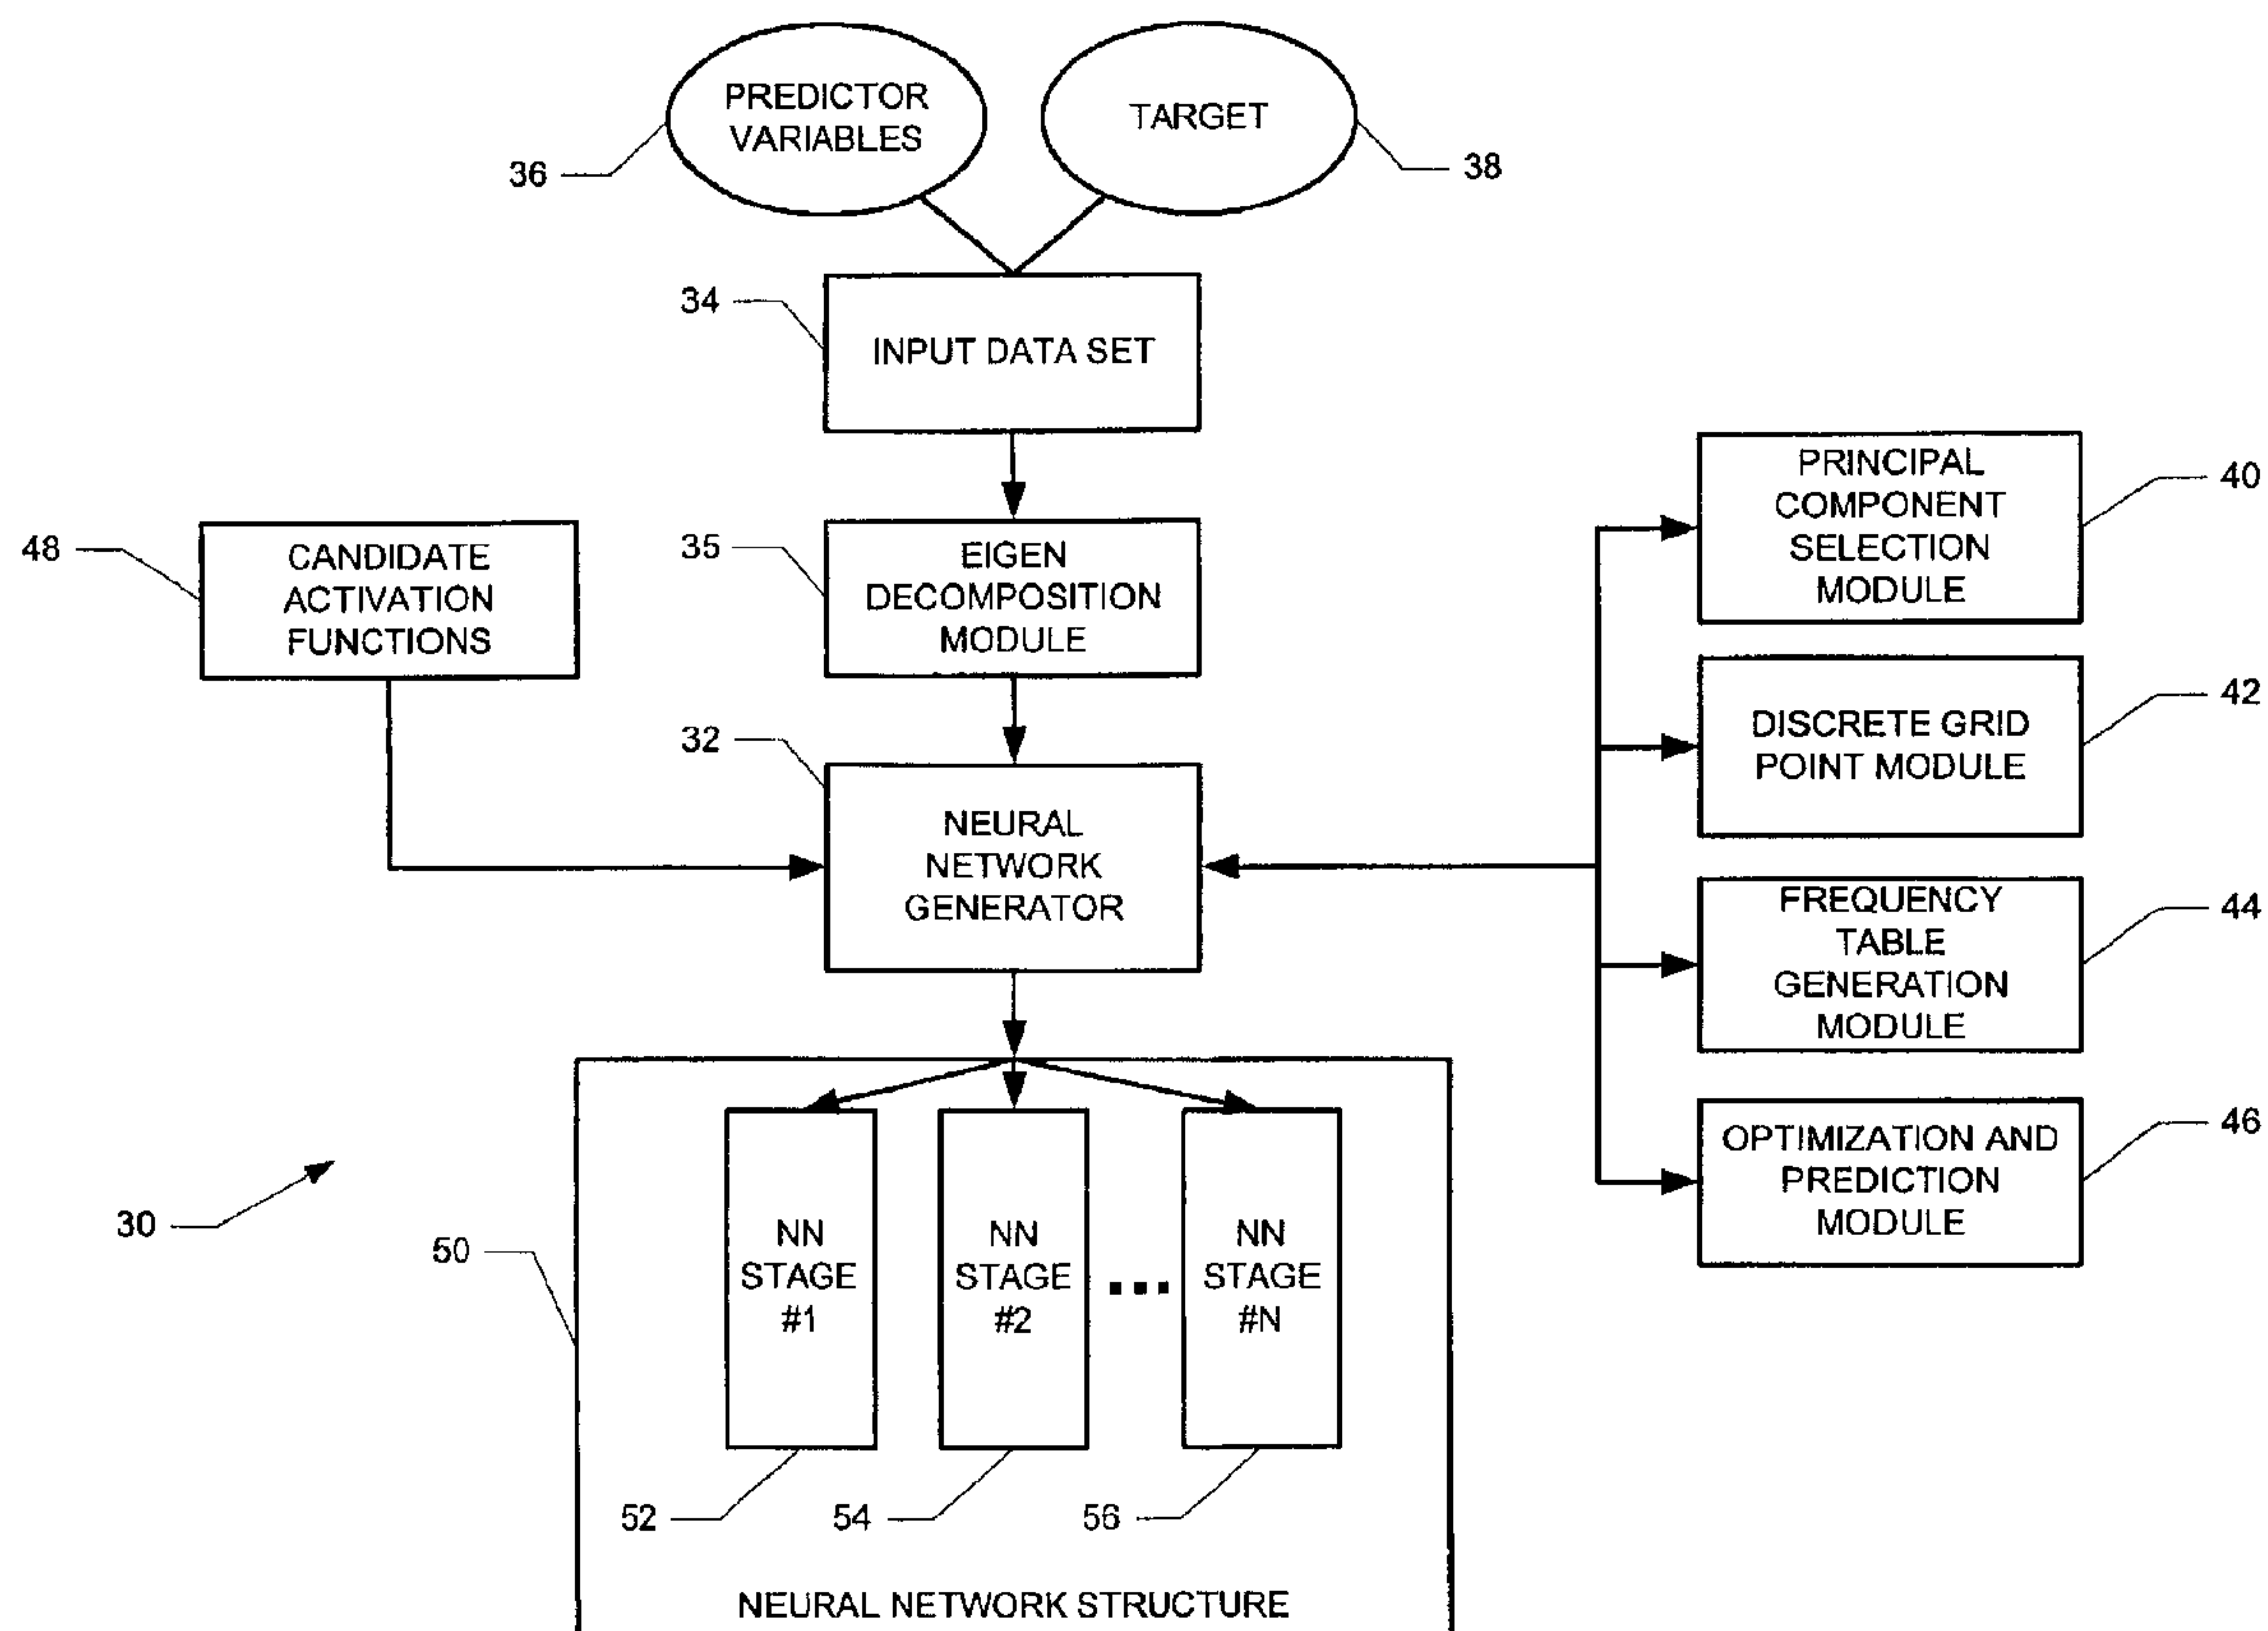 PREDICTOR
VARIABLES
TARGET
36
38
34
INPUT DATA SET
48
CANDIDATE
ACTIVATION
FUNCTIONS
35
EIGEN
DECOMPOSITION
MODULE
PRINCIPAL
COMPONENT
SELECTION
MODULE
40
32
NEURAL
NETWORK
GENERATOR
DISCRETE GRID
POINT MODULE
42
FREQUENCY
TABLE
GENERATION
MODULE
44
OPTIMIZATION AND
PREDICTION
MODULE
46
30
50
NN
STAGE
#1
NN
STAGE
#2
...
NN
STAGE
#N
52
54
56
NEURAL NETWORK STRUCTURE